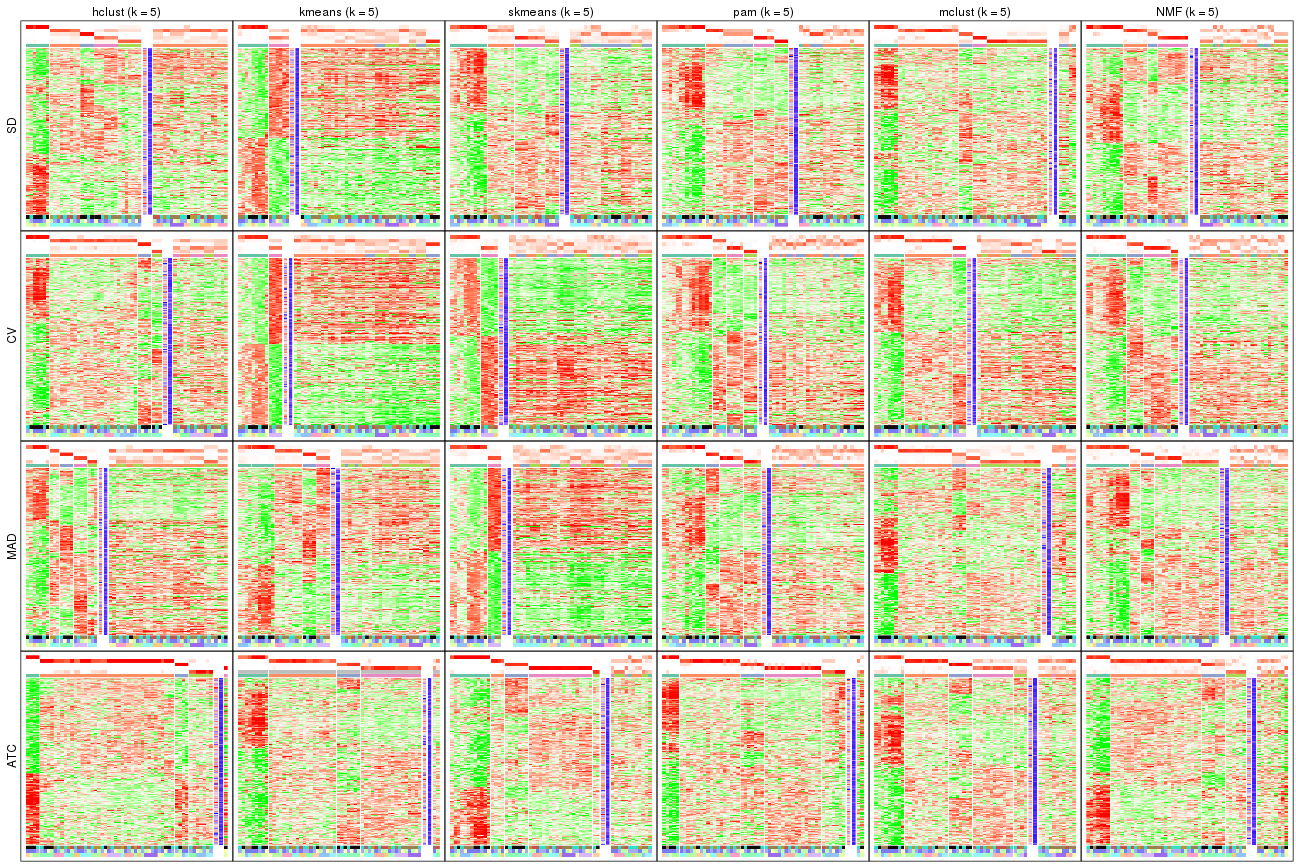 hclust (k = 5)
kmeans (k = 5)
skmeans (k = 5)
pam (k = 5)
mclust (k = 5)
NMF (k = 5)
SD
CV
MAD
ATC